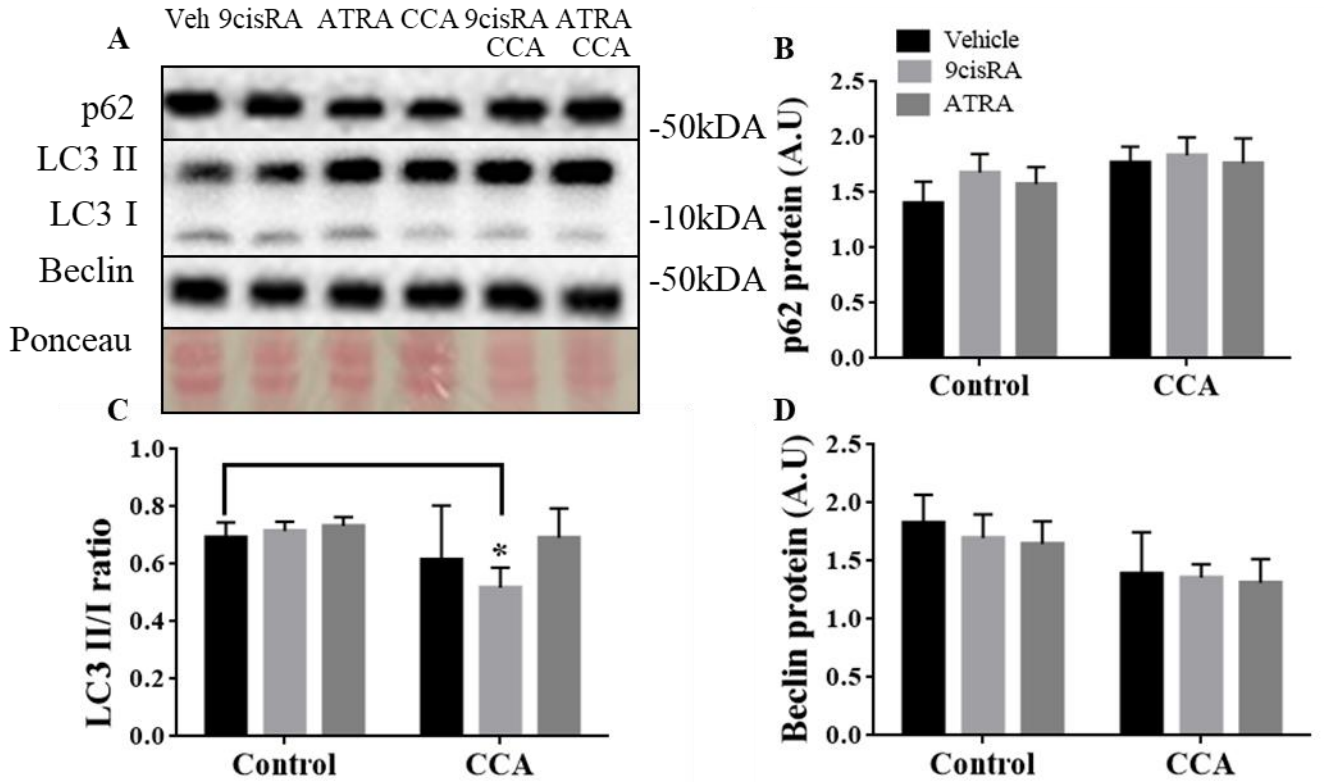 A
Veh 9cisRA ATRA CCA 9cisRA ATRA
CCA CCA
p62
-50kDA
LC3 II
LC3 I
-10kDA
Beclin
-50kDA
Ponceau
B
Vehicle
9cisRA
ATRA
p62 protein (A.U)
2.5
2.0
1.5
1.0
0.5
0.0
Control CCA
C
LC3 II/I ratio
1.0
0.8
0.6
0.4
0.2
0.0
*
Control CCA
D
Beclin protein (A.U)
2.5
2.0
1.5
1.0
0.5
0.0
Control CCA